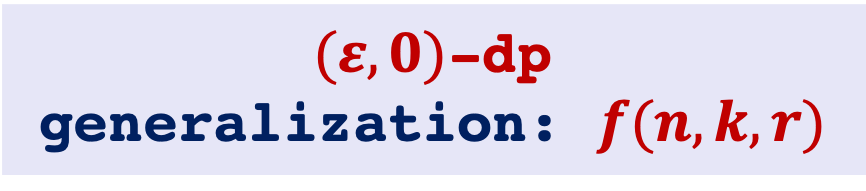 (ε, 0)-dp
generalization: f(n, k, r)